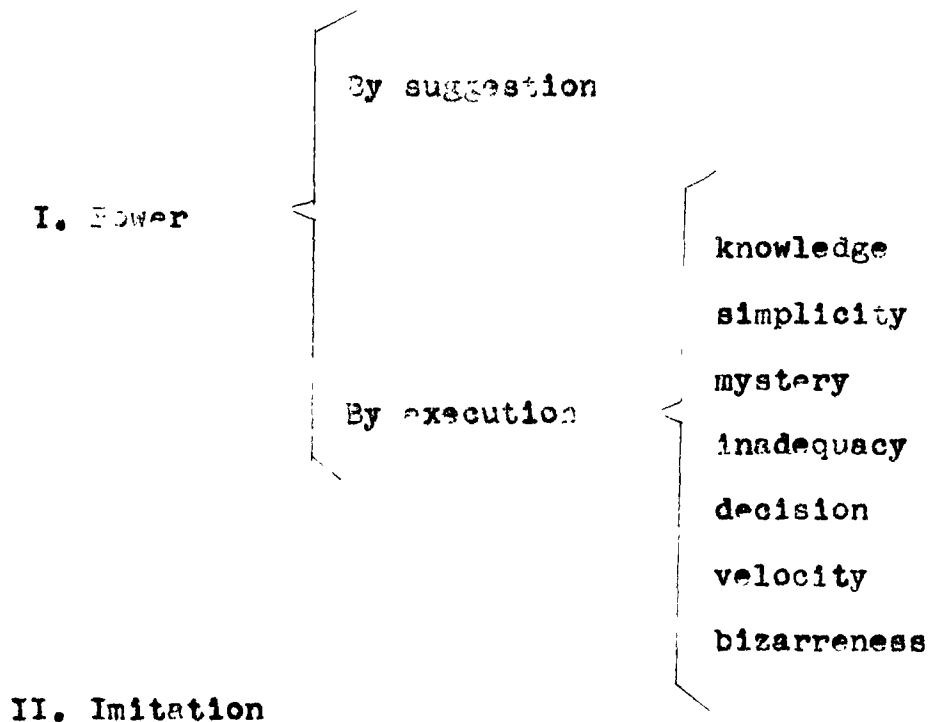 By suggestion
I. Power
knowledge
simplicity
mystery
By execution
inadequacy
decision
velocity
bizarreness
II. Imitation